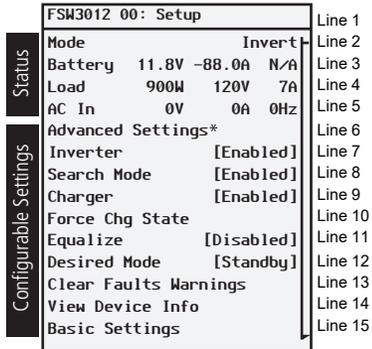 FSW3012 00: Setup Line 1
Status
Mode Invert Line 2
Battery 11.8V -88.0A N/A Line 3
Load 900W 120V 7A Line 4
AC In 0V 0A 0Hz Line 5
Configurable Settings
Advanced Settings* Line 6
Inverter [Enabled] Line 7
Search Mode [Enabled] Line 8
Charger [Enabled] Line 9
Force Chg State Line 10
Equalize [Disabled] Line 11
Desired Mode [Standby] Line 12
Clear Faults Warnings Line 13
View Device Info Line 14
Basic Settings Line 15